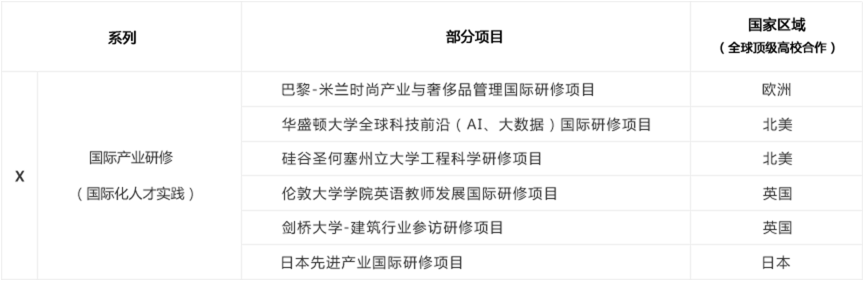 系列
部分项目
国家区域
（全球顶级高校合作）
X
国际产业研修
（国际化人才实践）
巴黎-米兰时尚产业与奢侈品管理国际研修项目
欧洲
华盛顿大学全球科技前沿（AI、大数据）国际研修项目
北美
硅谷圣何塞州立大学工程科学研修项目
北美
伦敦大学学院英语教师发展国际研修项目
英国
剑桥大学-建筑行业参访研修项目
英国
日本先进产业国际研修项目
日本